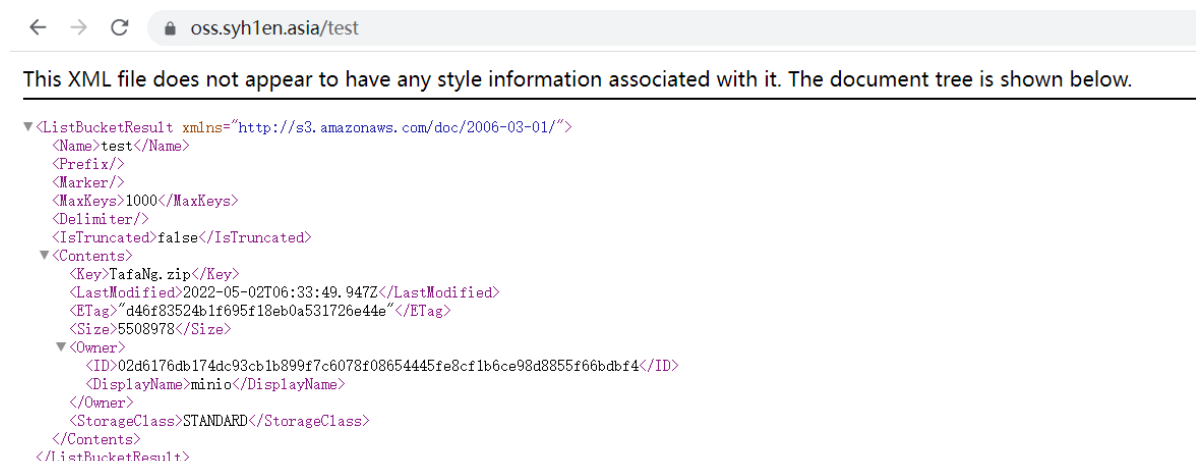 oss.syh1en.asia/test
This XML file does not appear to have any style information associated with it. The document tree is shown below.
▼<ListBucketResult xmlns="http://s3.amazonaws.com/doc/2006-03-01/">
<Name>test</Name>
<Prefix/>
<Marker/>
<MaxKeys>1000</MaxKeys>
<Delimiter/>
<IsTruncated>false</IsTruncated>
▼<Contents>
<Key>TafaNg.zip</Key>
<LastModified>2022-05-02T06:33:49.947Z</LastModified>
<ETag>"d46f83524b1f695f18eb0a531726e44e"</ETag>
<Size>5508978</Size>
▼<Owner>
<ID>02d6176db174dc93cb1b899f7c6078f08654445fe8cf1b6ce98d8855f66bdbf4</ID>
<DisplayName>minio</DisplayName>
</Owner>
<StorageClass>STANDARD</StorageClass>
</Contents>
</ListBucketResult>